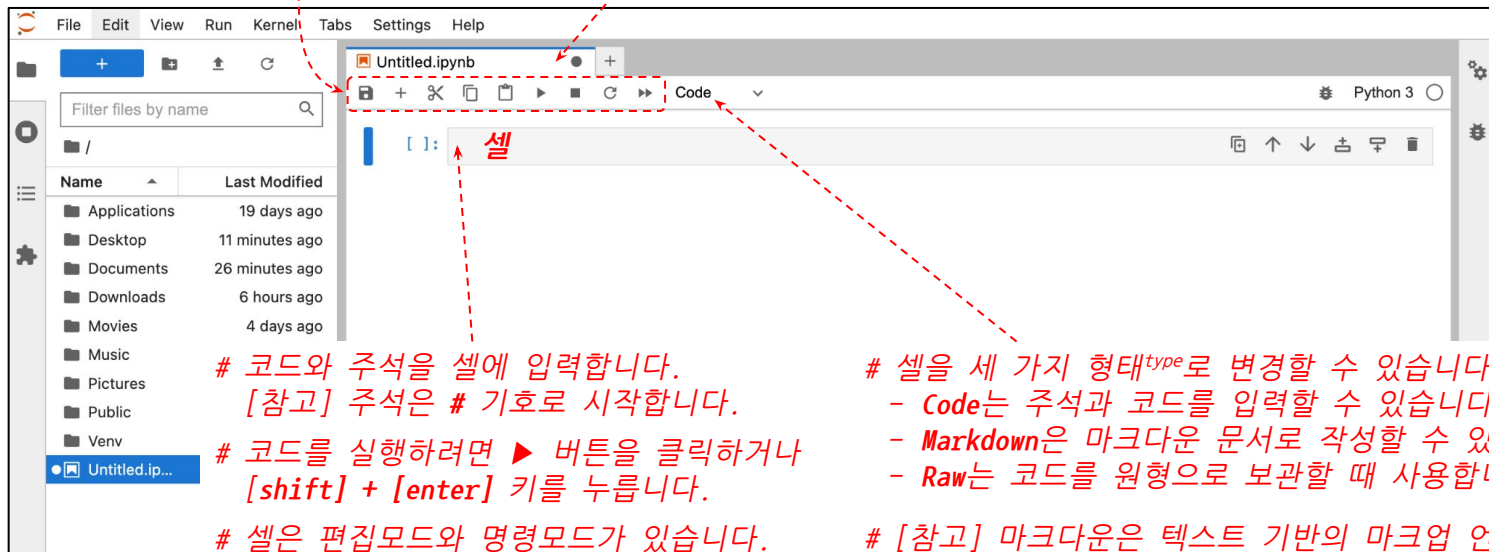 File Edit View Run Kernel Tabs Settings Help
Untitled.ipynb
Code
Python 3
Filter files by name
/
[ ]:
셀
Name Last Modified
Applications 19 days ago
Desktop 11 minutes ago
Documents 26 minutes ago
Downloads 6 hours ago
Movies 4 days ago
Music
Pictures
Public
Venv
Untitled.ip...
# 코드와 주석을 셀에 입력합니다.
[참고] 주석은 # 기호로 시작합니다.
# 코드를 실행하려면 ▶ 버튼을 클릭하거나
[shift] + [enter] 키를 누릅니다.
# 셀은 편집모드와 명령모드가 있습니다.
# 셀을 세 가지 형태type로 변경할 수 있습니다
- Code는 주석과 코드를 입력할 수 있습니다
- Markdown은 마크다운 문서로 작성할 수 있
- Raw는 코드를 원형으로 보관할 때 사용합
# [참고] 마크다운은 텍스트 기반의 마크업 언